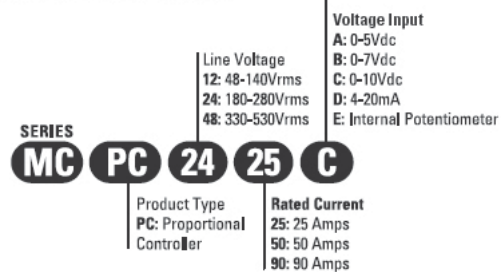 Voltage Input
A: 0-5Vdc
B: 0-7Vdc
C: 0-10Vdc
D: 4-20mA
E: Internal Potentiometer
Line Voltage
12: 48-140Vrms
24: 180-280Vrms
48: 330-530Vrms
SERIES
MC PC 24 25 C
Product Type
PC: Proportional
Controller
Rated Current
25: 25 Amps
50: 50 Amps
90: 90 Amps